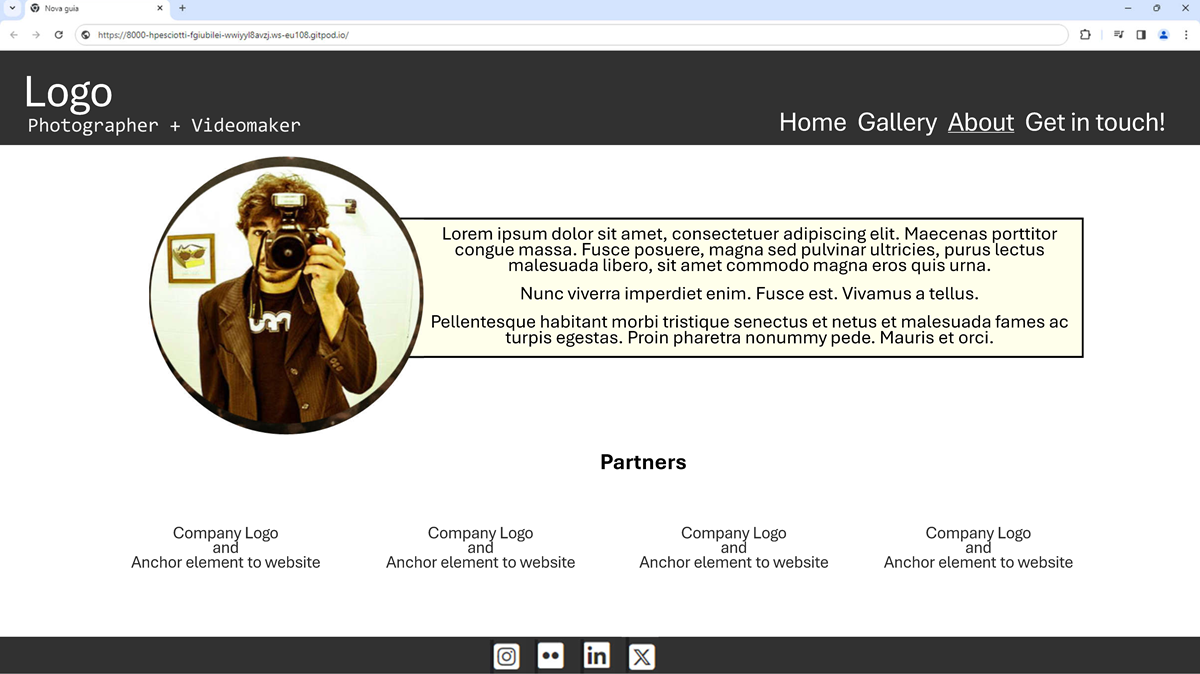 Nova guia
https://8000-hpesciotti-fgiubilei-wwiyyl8avzj.ws-eu108.gitpod.io/
Logo
Photographer + Videomaker
Home Gallery About Get in touch!
Lorem ipsum dolor sit amet, consectetuer adipiscing elit. Maecenas porttitor
congue massa. Fusce posuere, magna sed pulvinar ultricies, purus lectus
malesuada libero, sit amet commodo magna eros quis urna.
Nunc viverra imperdiet enim. Fusce est. Vivamus a tellus.
Pellentesque habitant morbi tristique senectus et netus et malesuada fames ac
turpis egestas. Proin pharetra nonummy pede. Mauris et orci.
Partners
Company Logo
and
Anchor element to website
Company Logo
and
Anchor element to website
Company Logo
and
Anchor element to website
Company Logo
and
Anchor element to website
in
X